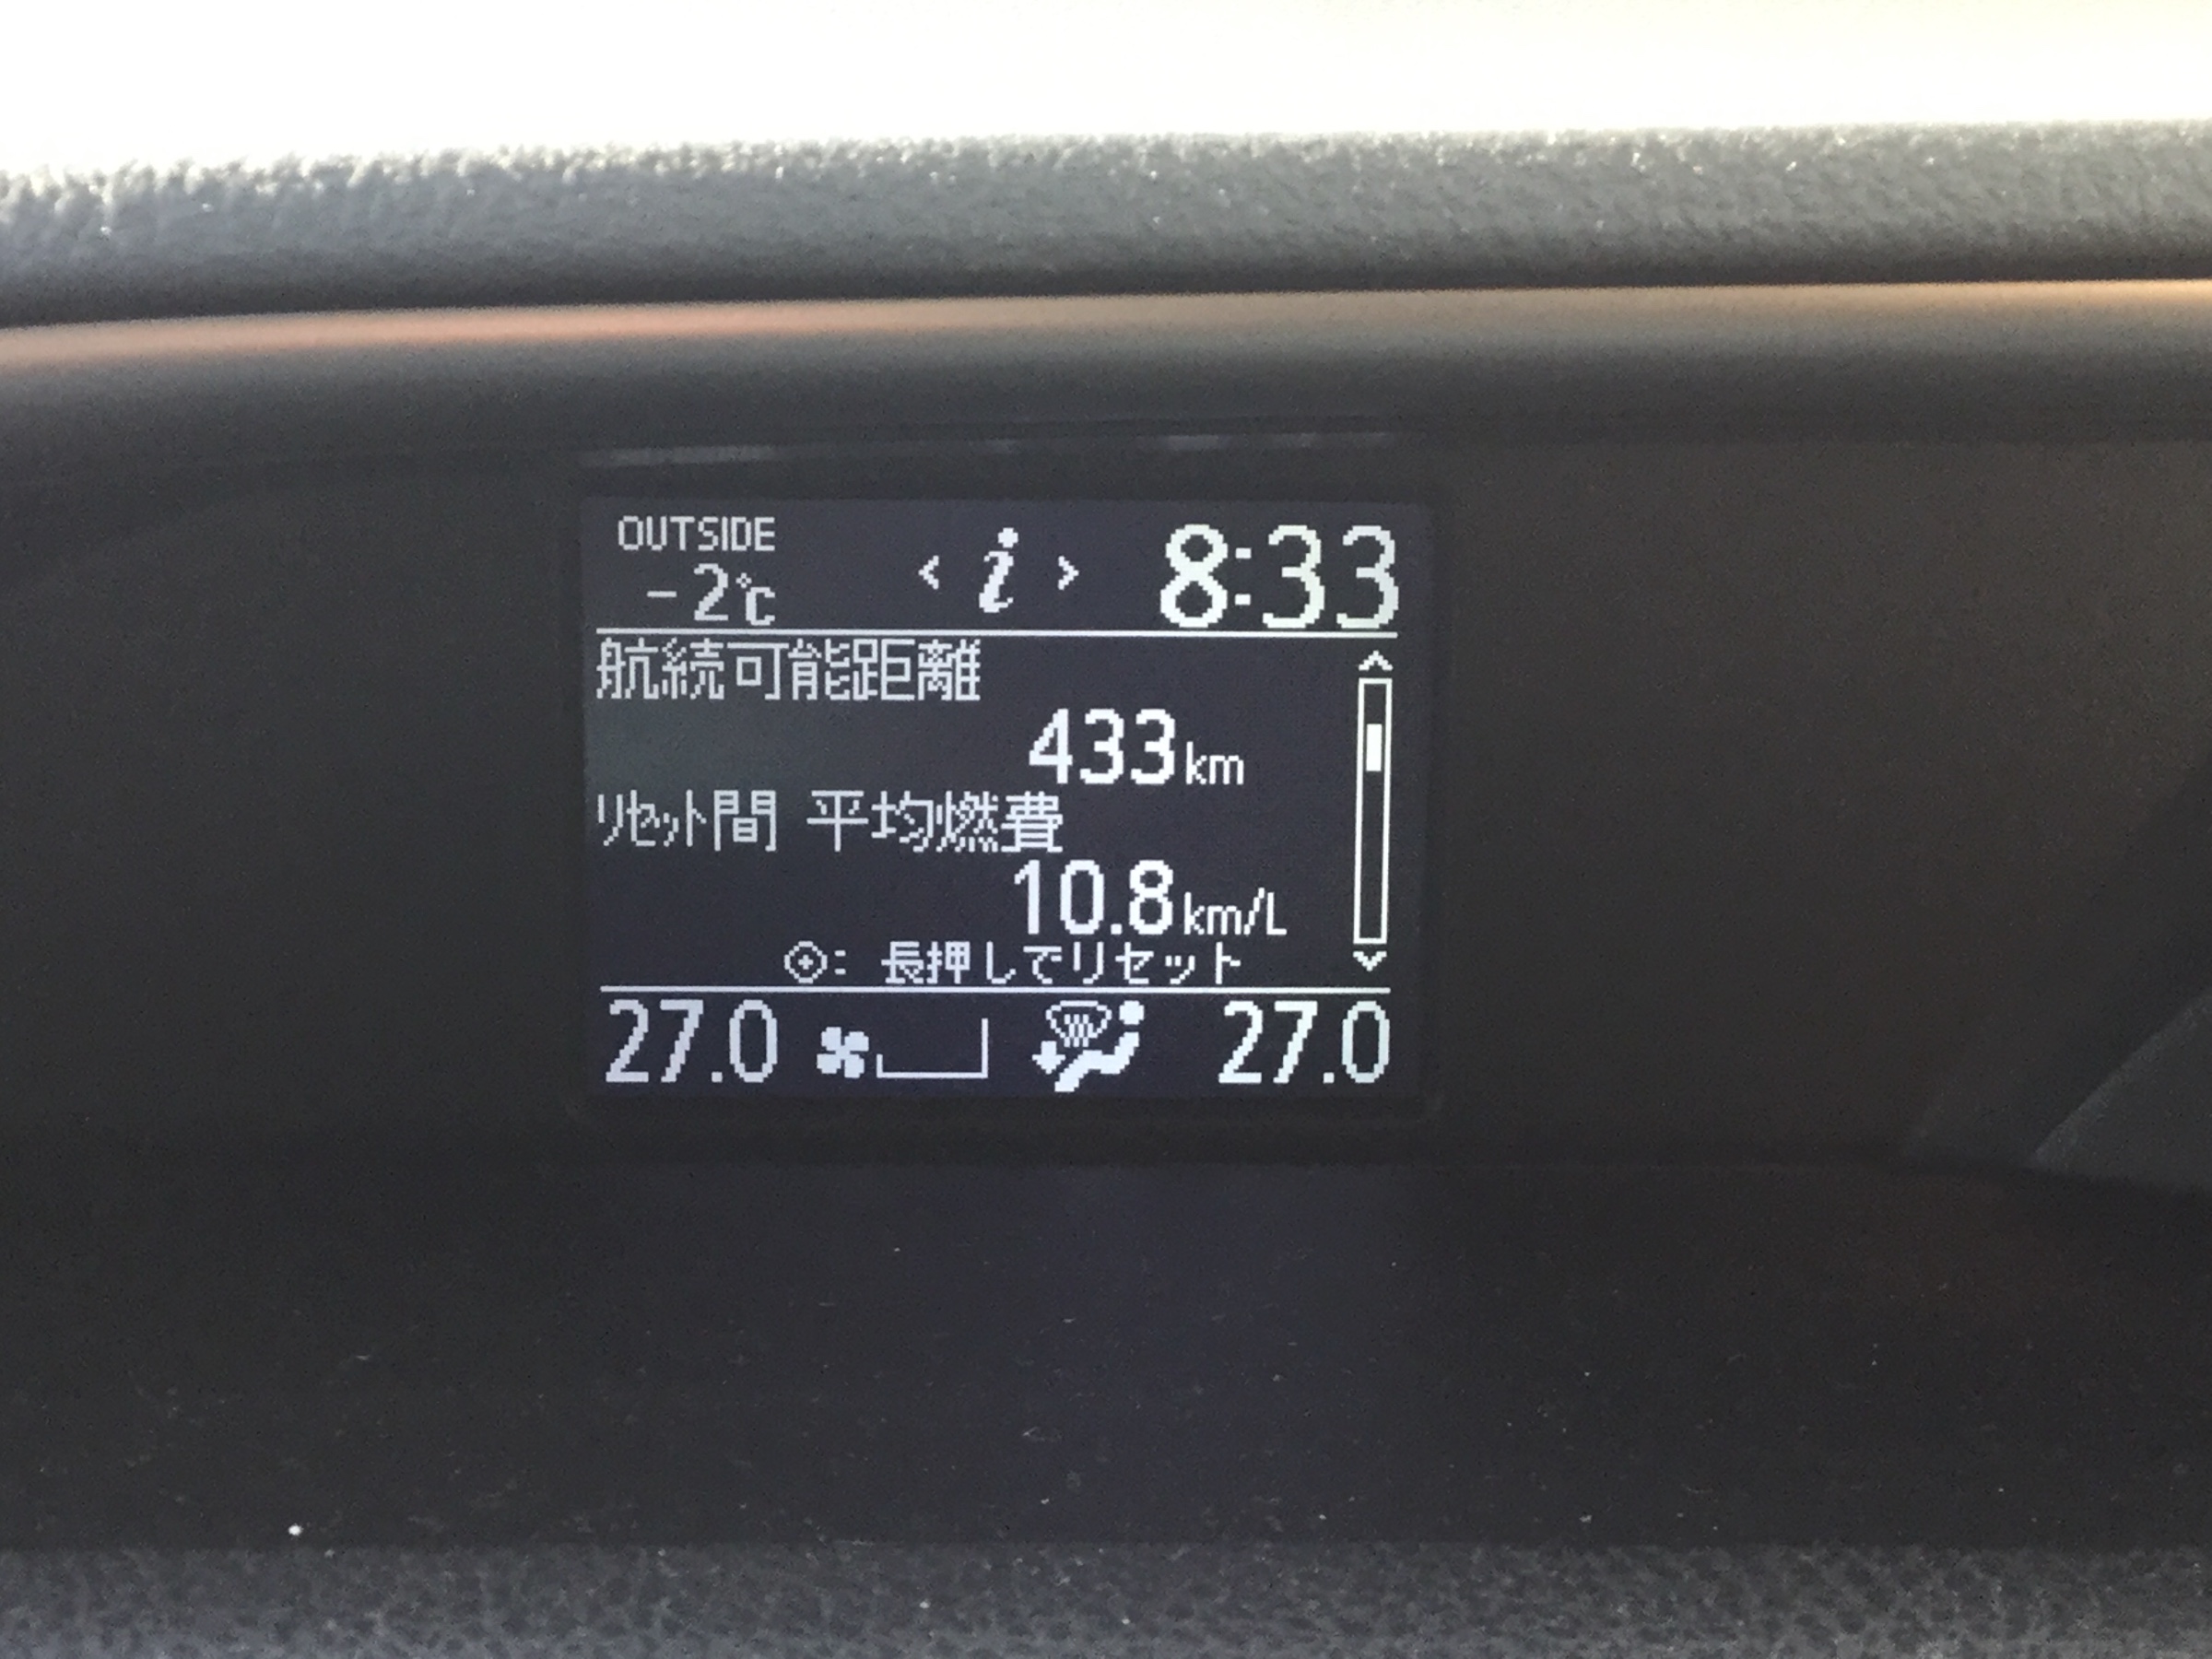 OUTSIDE
-2℃
< i > 8:33
航続可能距離
433km
ﾘｾｯﾄ間 平均燃費
10.8km/L
: 長押しでリセット
27.0 27.0